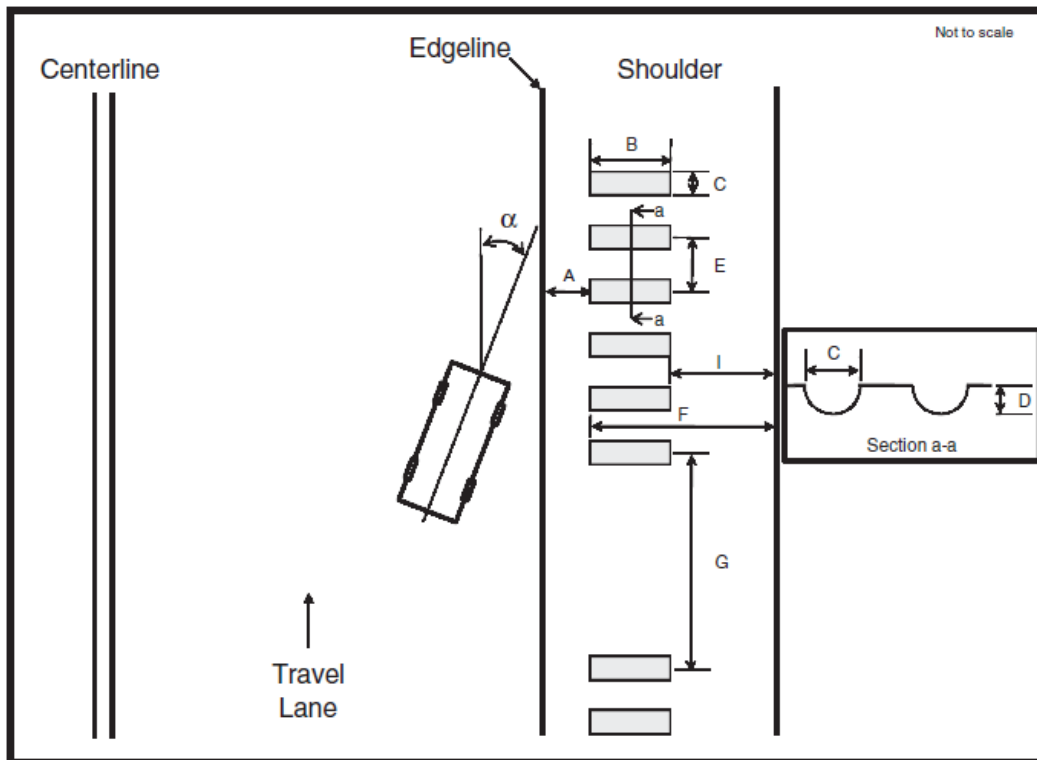 Not to scale
Edgeline
Centerline
Shoulder
B
C
a
α
E
A
a
I
C
D
F
Section a-a
G
Travel
Lane